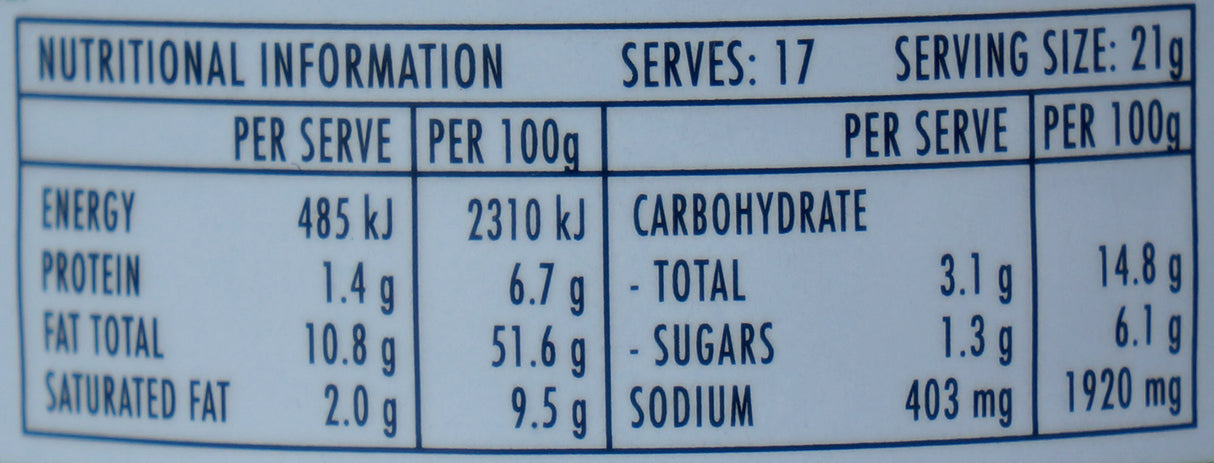 NUTRITIONAL INFORMATION SERVES: 17 SERVING SIZE: 21g
PER SERVE PER 100g PER SERVE PER 100g
ENERGY 485 kJ 2310 kJ CARBOHYDRATE
PROTEIN 1.4 g 6.7 g - TOTAL 3.1 g 14.8 g
FAT TOTAL 10.8 g 51.6 g - SUGARS 1.3 g 6.1 g
SATURATED FAT 2.0 g 9.5 g SODIUM 403 mg 1920 mg